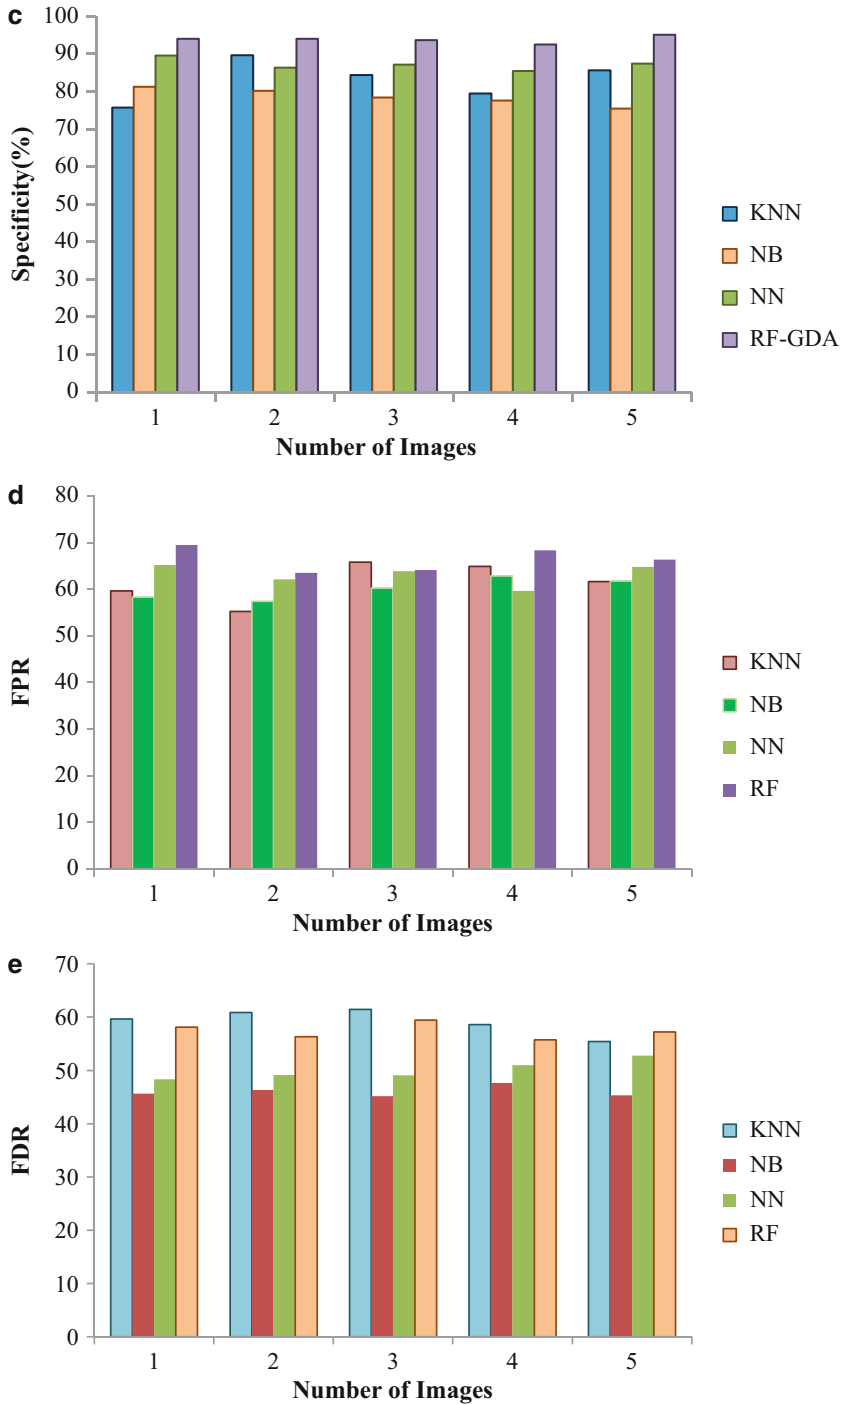 c
100
90
80
70
60
50
40
30
20
10
0
Specificity(%)
1 2 3 4 5
Number of Images
KNN
NB
NN
RF-GDA
d
80
70
60
50
40
30
20
10
0
FPR
1 2 3 4 5
Number of Images
KNN
NB
NN
RF
e
70
60
50
40
30
20
10
0
FDR
1 2 3 4 5
Number of Images
KNN
NB
NN
RF